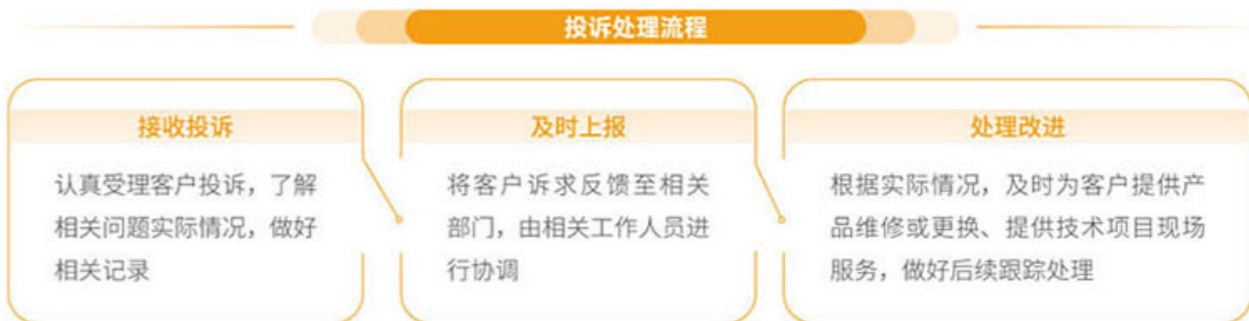 投诉处理流程
接收投诉
认真受理客户投诉，了解
相关问题实际情况，做好
相关记录
及时上报
将客户诉求反馈至相关
部门，由相关工作人员进
行协调
处理改进
根据实际情况，及时为客户提供产
品维修或更换、提供技术项目现场
服务，做好后续跟踪处理